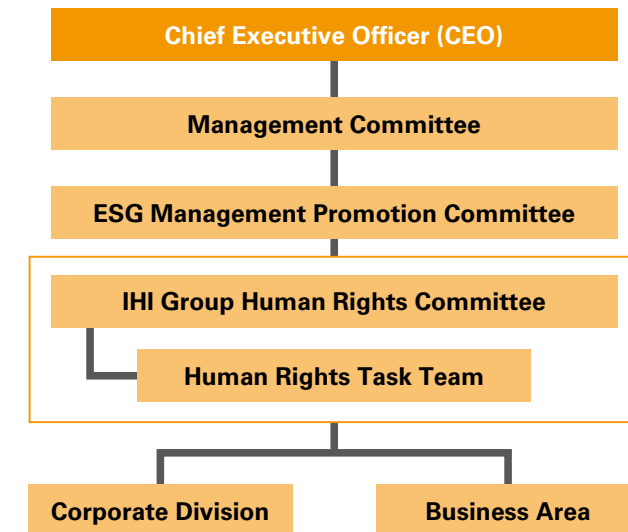 Chief Executive Officer (CEO)
Management Committee
ESG Management Promotion Committee
IHI Group Human Rights Committee
Human Rights Task Team
Corporate Division
Business Area